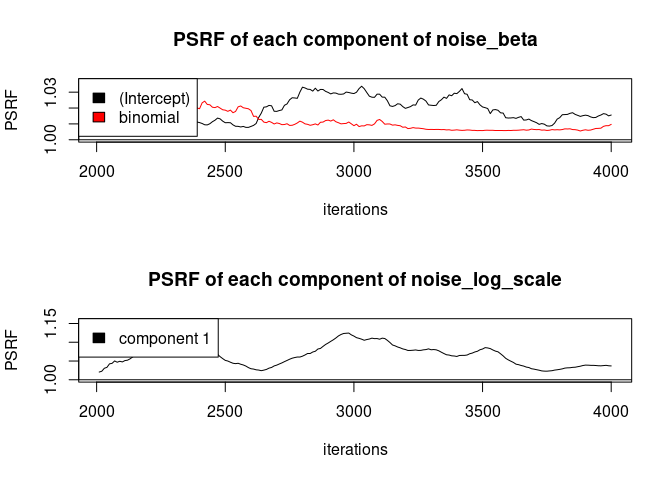 PSRF of each component of noise_beta
PSRF
1.03
1.00
(Intercept)
binomial
2000 2500 3000 3500 4000
iterations
PSRF of each component of noise_log_scale
PSRF
1.15
1.00
component 1
2000 2500 3000 3500 4000
iterations